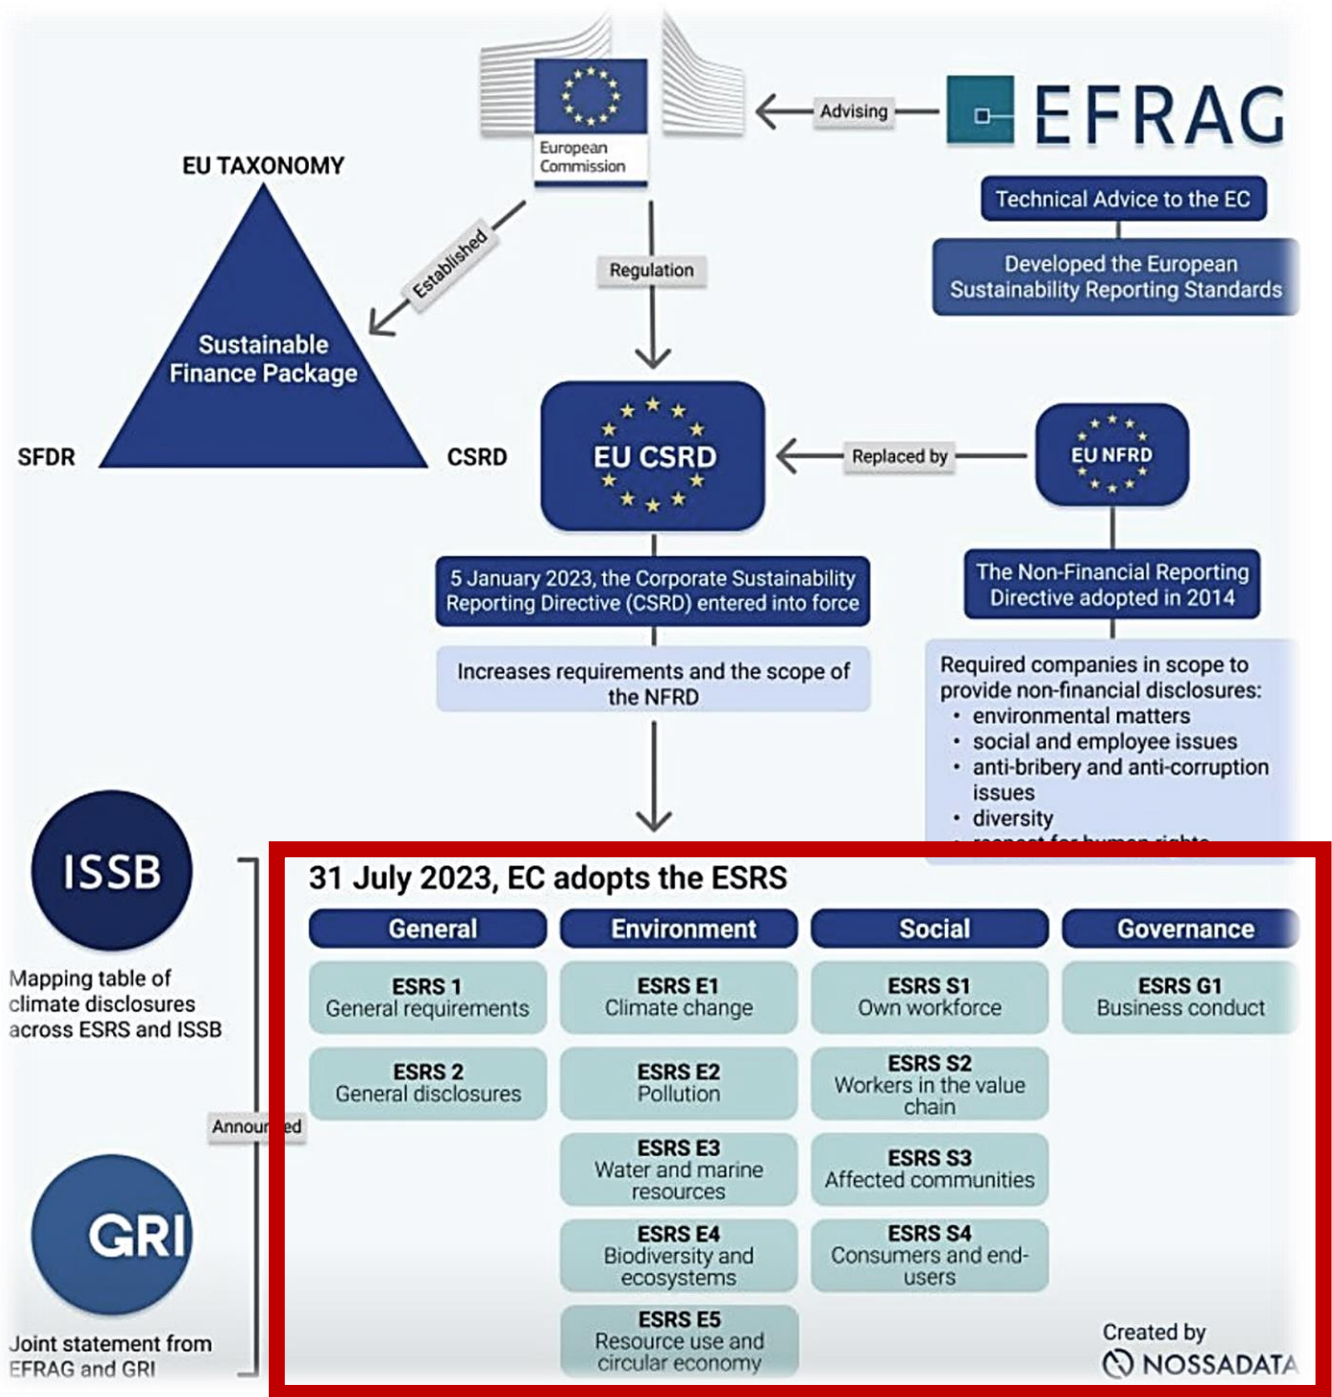 European
Commission
Advising
EFRAG
Technical Advice to the EC
Developed the European
Sustainability Reporting Standards
EU TAXONOMY
Established
Regulation
Sustainable
Finance Package
SFDR
CSRD
EU CSRD
Replaced by
EU NFRD
5 January 2023, the Corporate Sustainability
Reporting Directive (CSRD) entered into force
Increases requirements and the scope of
the NFRD
The Non-Financial Reporting
Directive adopted in 2014
Required companies in scope to
provide non-financial disclosures:
• environmental matters
• social and employee issues
• anti-bribery and anti-corruption
issues
• diversity
• respect for human rights
ISSB
Mapping table of
climate disclosures
across ESRS and ISSB
Announced
GRI
Joint statement from
EFRAG and GRI
31 July 2023, EC adopts the ESRS
General
ESRS 1
General requirements
ESRS 2
General disclosures
Environment
ESRS E1
Climate change
ESRS E2
Pollution
ESRS E3
Water and marine
resources
ESRS E4
Biodiversity and
ecosystems
ESRS E5
Resource use and
circular economy
Social
ESRS S1
Own workforce
ESRS S2
Workers in the value
chain
ESRS S3
Affected communities
ESRS S4
Consumers and end-
users
Governance
ESRS G1
Business conduct
Created by
NOSSADATA